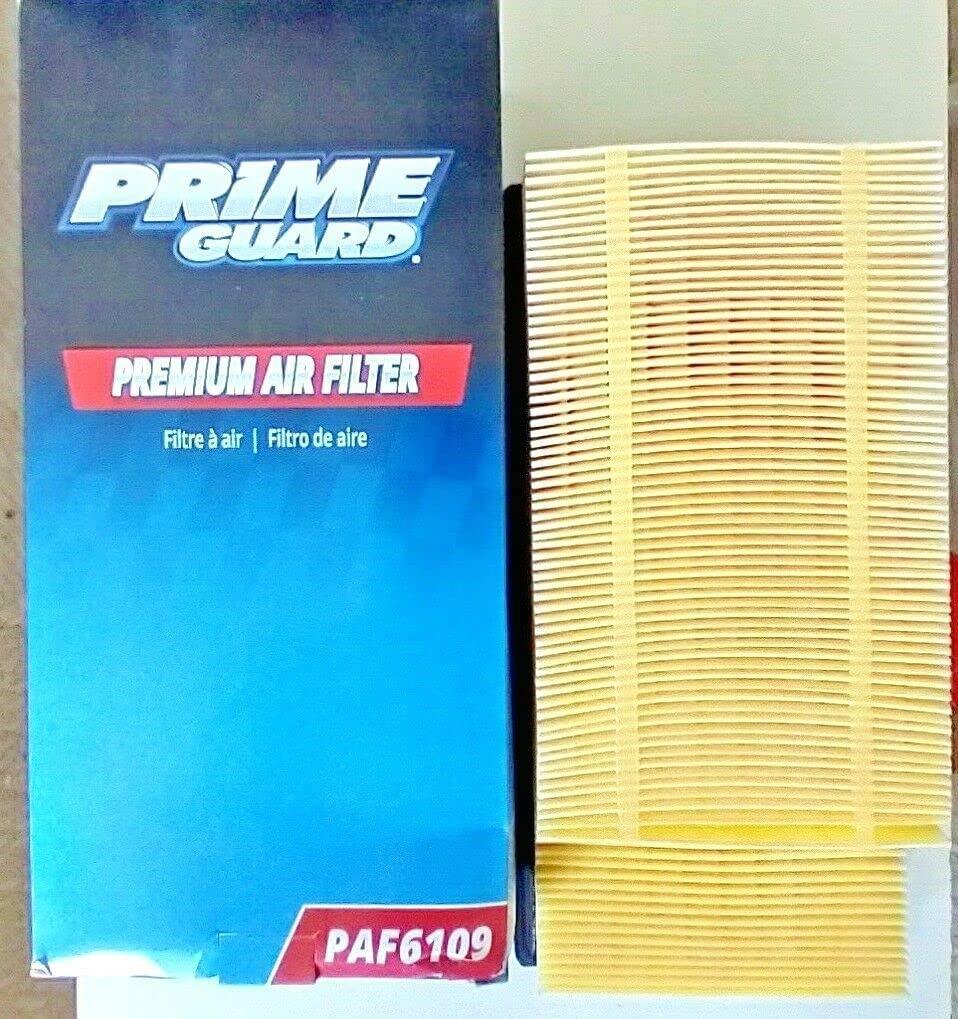 PRIME
GUARD.
PREMIUM AIR FILTER
Filtre à air | Filtro de aire
PAF6109